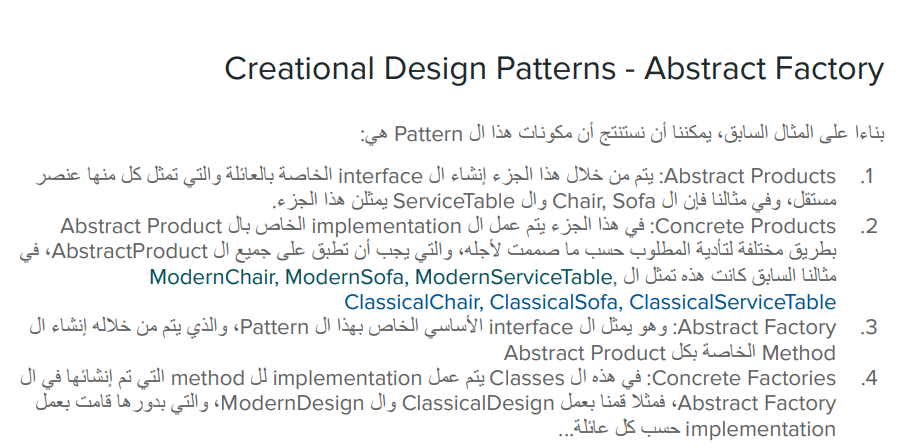 Creational Design Patterns - Abstract Factory
بناءا على المثال السابق، يمكننا أن نستنتج أن مكونات هذا ال Pattern هي:
1. Abstract Products: يتم من خلال هذا الجزء إنشاء ال interface الخاصة بالعائلة والتي تمثل كل منها عنصر
مستقل، وفي مثالنا فإن ال Chair, Sofa وال ServiceTable يمثلن هذا الجزء.
2. Concrete Products: في هذا الجزء يتم عمل ال implementation الخاص بال Abstract Product
بطريق مختلفة لتأدية المطلوب حسب ما صممت لأجله، والتي يجب أن تطبق على جميع ال AbstractProduct، في
مثالنا السابق كانت هذه تمثل ال ModernChair, ModernSofa, ModernServiceTable,
ClassicalChair, ClassicalSofa, ClassicalServiceTable
3. Abstract Factory: وهو يمثل ال interface الأساسي الخاص بهذا ال Pattern، والذي يتم من خلاله إنشاء ال
Method الخاصة بكل Abstract Product
4. Concrete Factories: في هذه ال Classes يتم عمل implementation لل method التي تم إنشائها في ال
Abstract Factory، فمثلا قمنا بعمل ClassicalDesign وال ModernDesign، والتي بدورها قامت بعمل
implementation حسب كل عائلة...